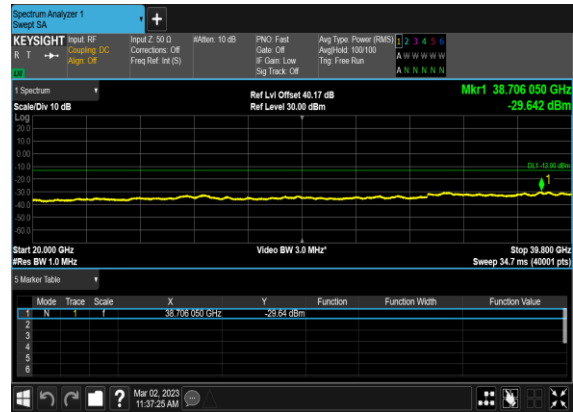 Spectrum Analyzer 1
Swept SA
KEYSIGHT Input: RF Input Z: 50 Ω #Atten: 10 dB PNO: Fast Avg Type: Power (RMS) 1 2 3 4 5 6
R T Coupling: DC Corrections: Off Gate: Off Avg|Hold: 100/100 A W W W W W
Align: Off Freq Ref: Int (S) IF Gain: Low Trig: Free Run
Sig Track: Off A N N N N N
1 Spectrum Ref Lvl Offset 40.17 dB Mkr1 38.706 050 GHz
Scale/Div 10 dB Ref Level 30.00 dBm -29.642 dBm
Log
20.0
10.0
0.00
-10.0 DL1 -13.00 dBm
-20.0 1
-30.0
-40.0
-50.0
-60.0
Start 20.000 GHz Video BW 3.0 MHz* Stop 39.800 GHz
#Res BW 1.0 MHz Sweep 34.7 ms (40001 pts)
5 Marker Table
Mode Trace Scale X Y Function Function Width Function Value
1 N 1 f 38.706 050 GHz -29.64 dBm
2
3
4
5
6
? Mar 02, 2023
11:37:25 AM